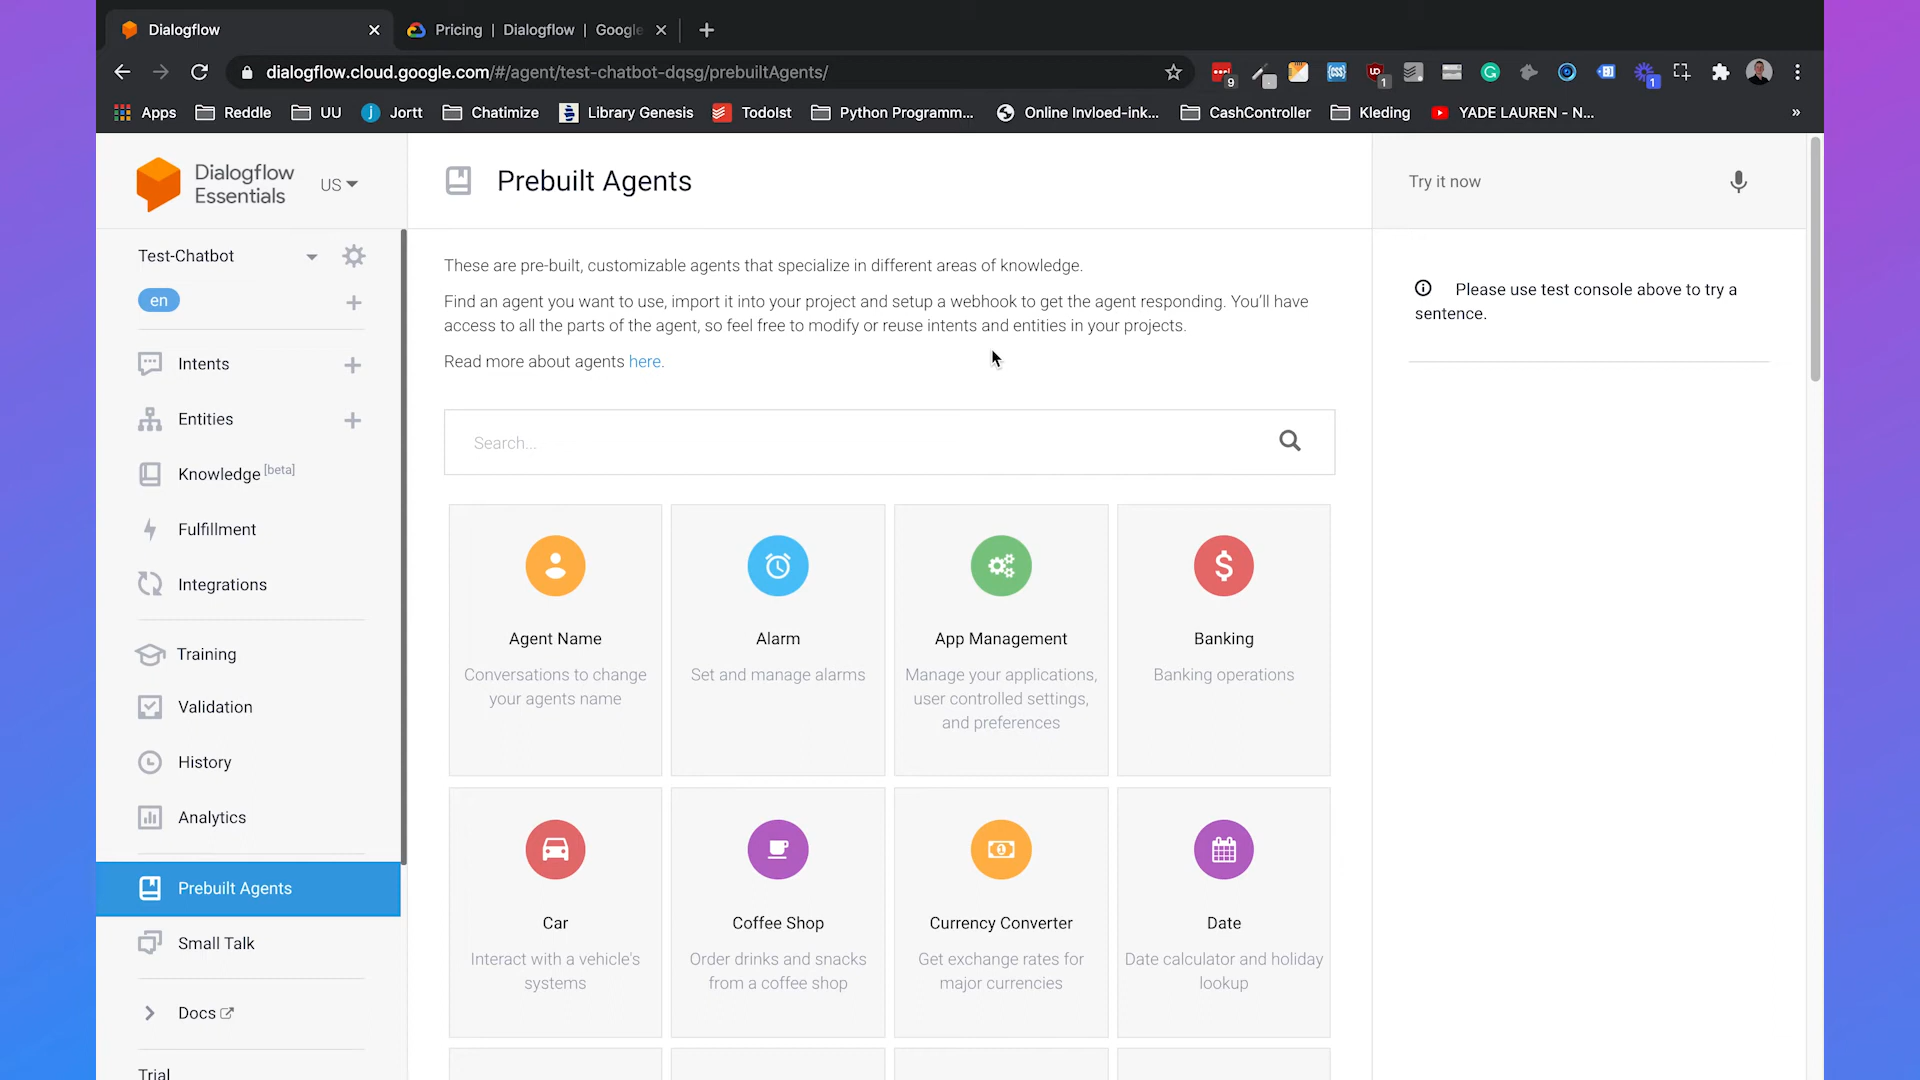 Dialogflow
Pricing | Dialogflow | Google
dialogflow.cloud.google.com/#/agent/test-chatbot-dqsg/prebuiltAgents/
9
1
1
Apps
Reddle
UU
Jortt
Chatimize
Library Genesis
TodoIst
Python Programm...
Online Invloed-ink...
CashController
Kleding
YADE LAUREN - N...
»
Dialogflow
Essentials
US
Prebuilt Agents
Try it now
Test-Chatbot
en
Intents
Entities
Knowledge [beta]
Fulfillment
Integrations
Training
Validation
History
Analytics
Prebuilt Agents
Small Talk
Docs
Trial
These are pre-built, customizable agents that specialize in different areas of knowledge.
Find an agent you want to use, import it into your project and setup a webhook to get the agent responding. You'll have
access to all the parts of the agent, so feel free to modify or reuse intents and entities in your projects.
Read more about agents here.
Search...
Agent Name
Conversations to change
your agents name
Alarm
Set and manage alarms
App Management
Manage your applications,
user controlled settings,
and preferences
Banking
Banking operations
Car
Interact with a vehicle's
systems
Coffee Shop
Order drinks and snacks
from a coffee shop
Currency Converter
Get exchange rates for
major currencies
Date
Date calculator and holiday
lookup
Please use test console above to try a
sentence.